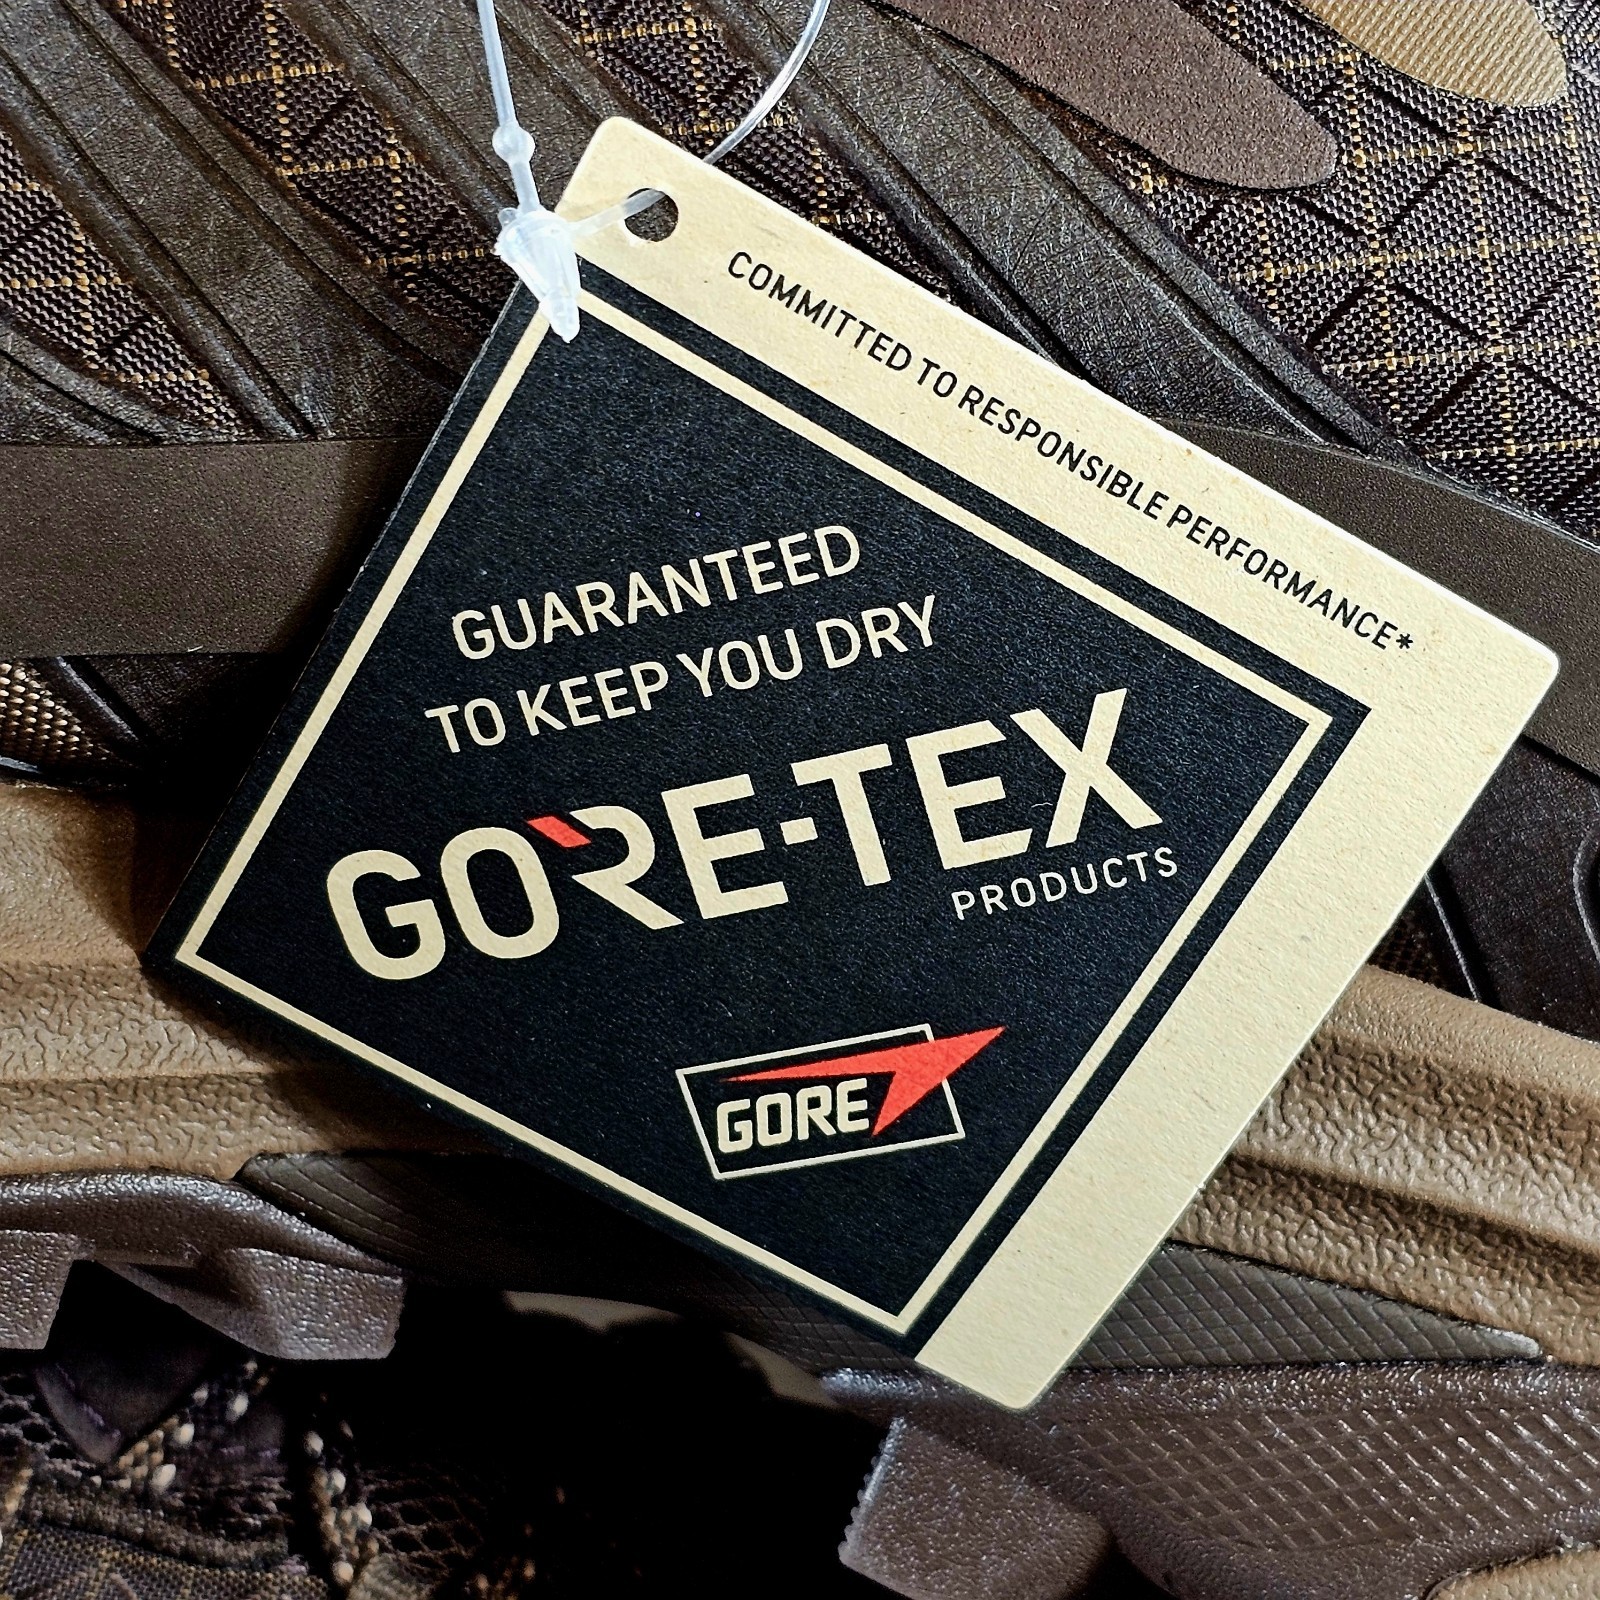 COMMITTED TO RESPONSIBLE PERFORMANCE*
GUARANTEED
TO KEEP YOU DRY
GORE-TEX
PRODUCTS
GORE